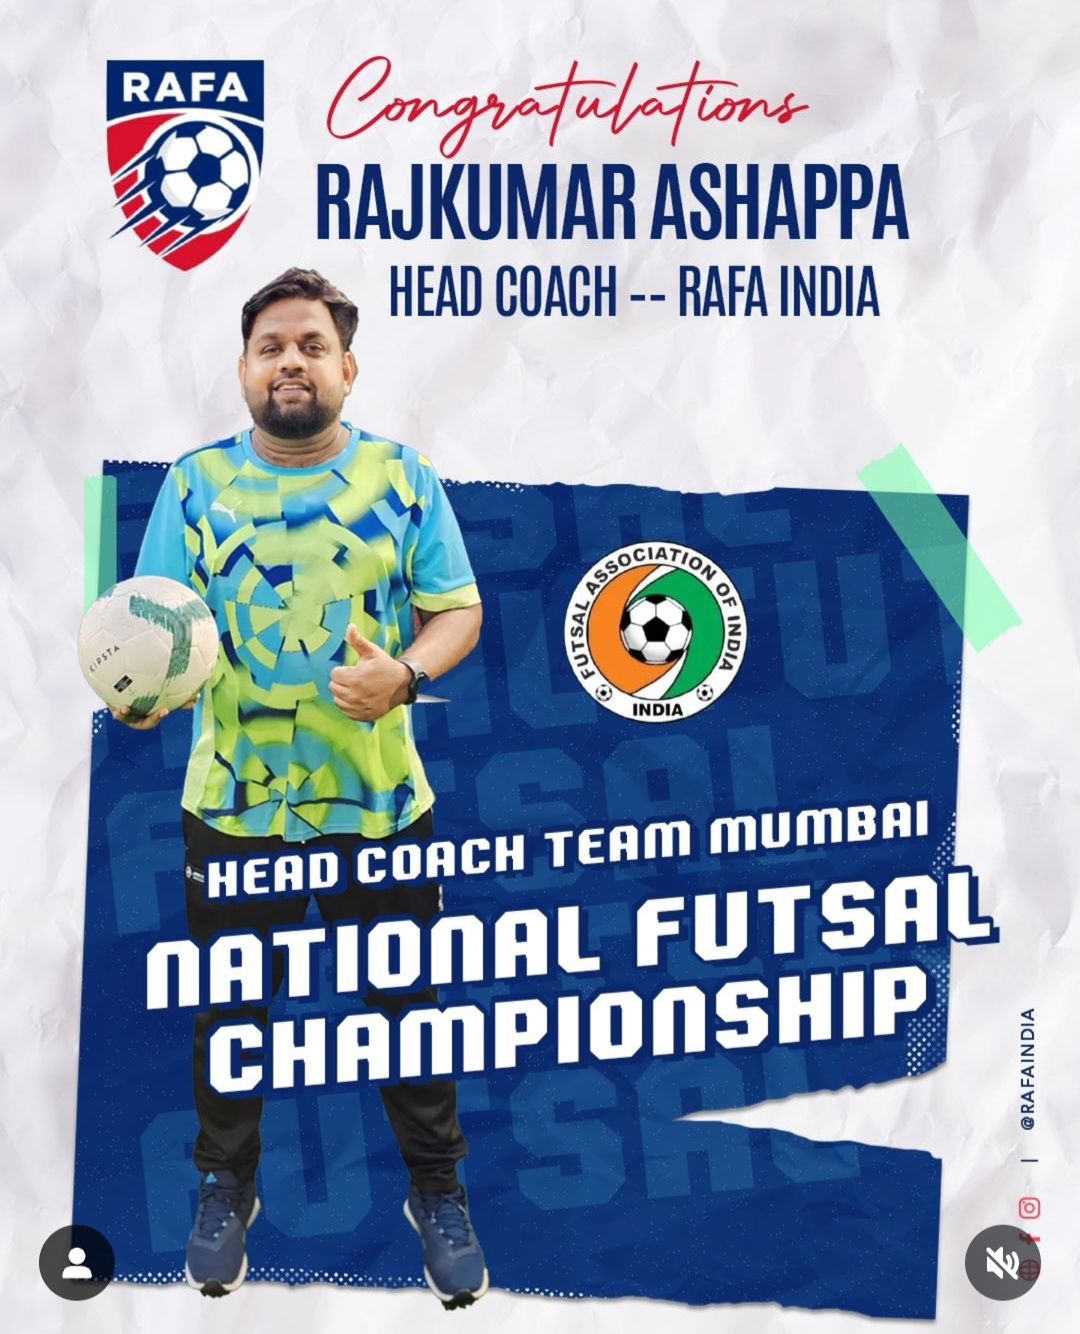 RAFA
Congratulations
RAJKUMAR ASHAPPA
HEAD COACH -- RAFA INDIA
KIPSTA
FUTSAL ASSOCIATION OF INDIA
INDIA
HEAD COACH TEAM MUMBAI
NATIONAL FUTSAL
CHAMPIONSHIP
FUTSAL
@RAFAINDIA